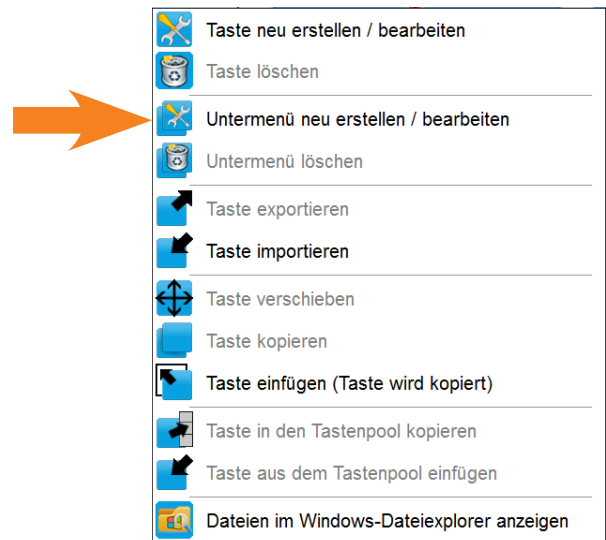 Taste neu erstellen / bearbeiten
Taste löschen
Untermenü neu erstellen / bearbeiten
Untermenü löschen
Taste exportieren
Taste importieren
Taste verschieben
Taste kopieren
Taste einfügen (Taste wird kopiert)
Taste in den Tastenpool kopieren
Taste aus dem Tastenpool einfügen
Dateien im Windows-Dateiexplorer anzeigen